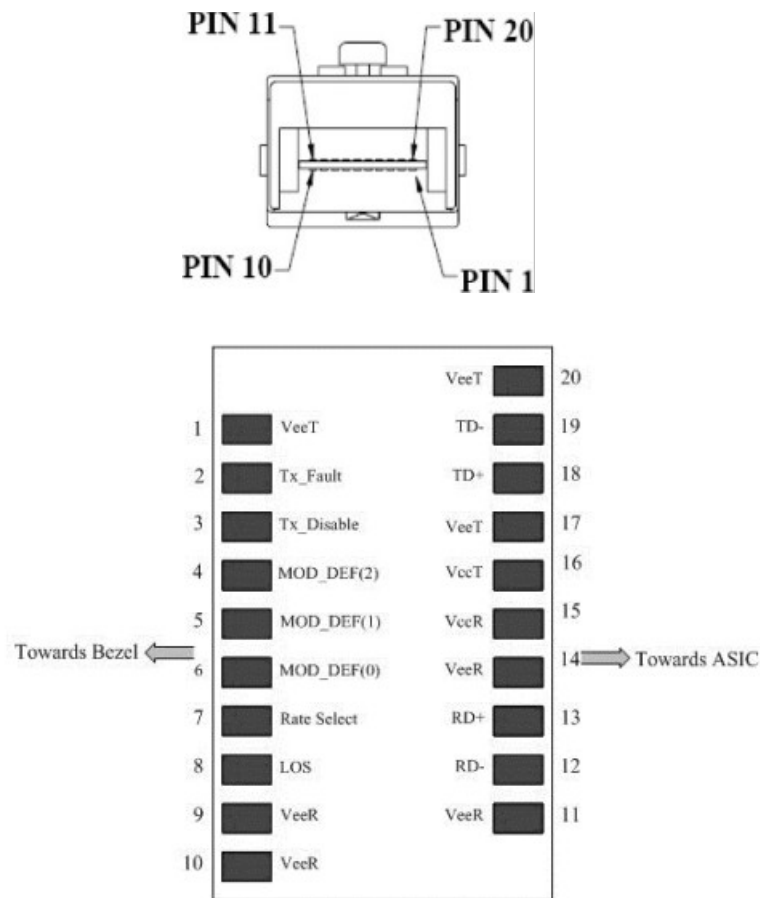 PIN 11
PIN 20
PIN 10
PIN 1
VeeT 20
1 VeeT TD- 19
2 Tx_Fault TD+ 18
3 Tx_Disable VeeT 17
4 MOD_DEF(2) VccT 16
5 MOD_DEF(1) VccR 15
Towards Bezel
6 MOD_DEF(0) VeeR 14
Towards ASIC
7 Rate Select RD+ 13
8 LOS RD- 12
9 VeeR VeeR 11
10 VeeR